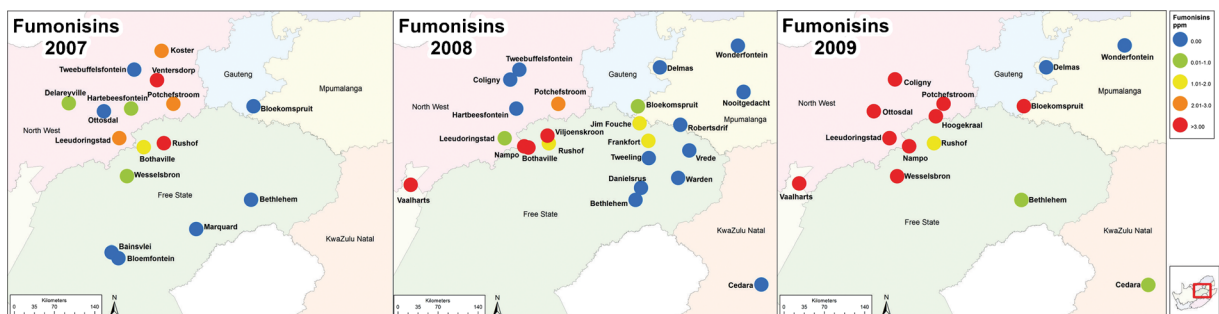 Fumonisins
2007
Koster
Tweebuffelsfontein
Ventersdorp
Gauteng
Delareyville
Hartebeesfontein
Potchefstroom
Mpumalanga
Ottosdal
Bloekomspruit
North West
Leeudoringstad
Rushof
Bothaville
Wesselsbron
Free State
Bethlehem
Marquard
KwaZulu Natal
Bainsvlei
Bloemfontein
Kilometers
0 35 70 140
N
Fumonisins
2008
Wonderfontein
Tweebuffelsfontein
Delmas
Coligny
Gauteng
Potchefstroom
Nooitgedacht
North West
Bloekomspruit
Hartbeesfontein
Jim Fouche
Mpumalanga
Robertsdrif
Leeudoringstad
Viljoenskroon
Frankfort
Nampo
Rushof
Bothaville
Tweeling
Vrede
Danielsrus
Warden
Vaalharts
Bethlehem
Free State
KwaZulu Natal
Cedara
Kilometers
0 35 70 140
N
Fumonisins
2009
Wonderfontein
Delmas
Coligny
Gauteng
Potchefstroom
North West
Ottosdal
Bloekomspruit
Hoogekraal
Mpumalanga
Leeudoringstad
Rushof
Nampo
Wesselsbron
Vaalharts
Bethlehem
Free State
KwaZulu Natal
Cedara
Kilometers
0 35 70 140
N
Fumonisins
ppm
0.00
0.01-1.0
1.01-2.0
2.01-3.0
>3.00